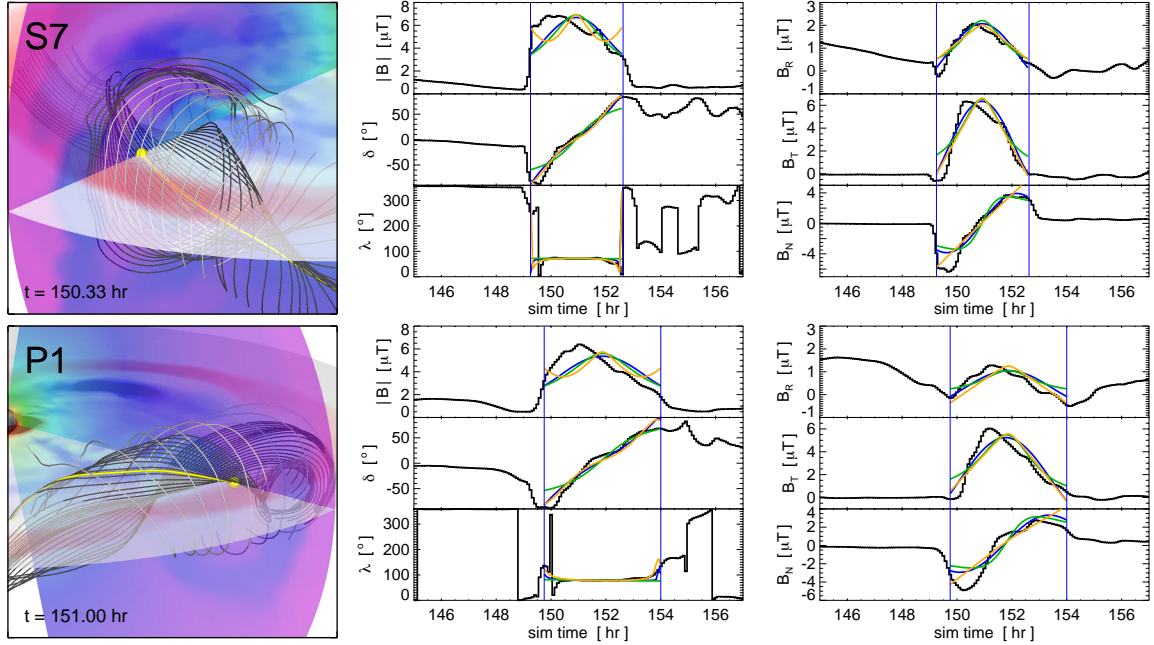 S7
t = 150.33 hr
8
6
4
2
0
|B| [μT]
50
0
-50
δ [°]
300
200
100
λ [°]
146 148 150 152 154 156
sim time [ hr ]
3
2
1
0
-1
B_R [μT]
6
4
2
0
B_T [μT]
4
2
0
-2
-4
B_N [μT]
146 148 150 152 154 156
sim time [ hr ]
P1
t = 151.00 hr
8
6
4
2
0
|B| [μT]
50
0
-50
δ [°]
300
200
100
0
λ [°]
146 148 150 152 154 156
sim time [ hr ]
3
2
1
0
-1
B_R [μT]
6
4
2
0
B_T [μT]
4
2
0
-2
-4
-6
B_N [μT]
146 148 150 152 154 156
sim time [ hr ]